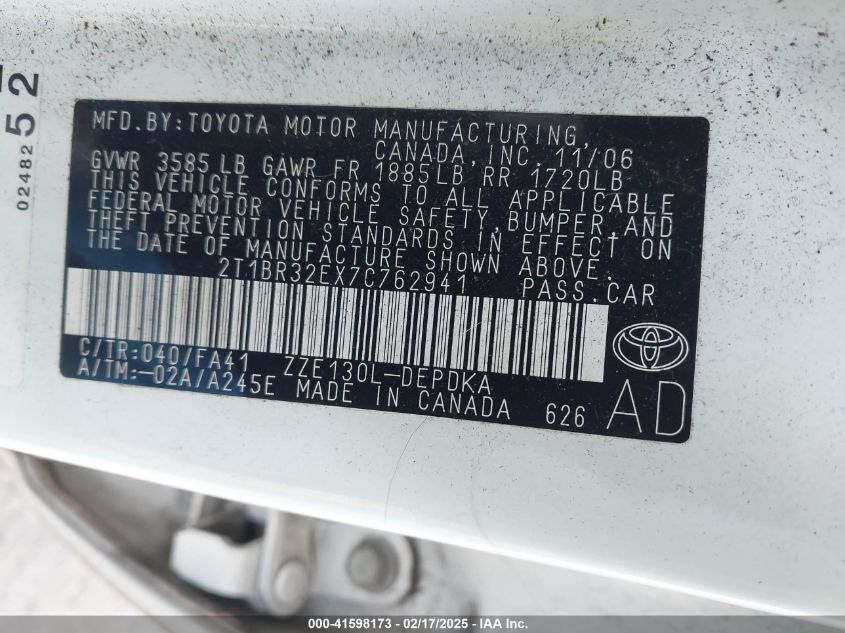 MFD.BY:TOYOTA MOTOR MANUFACTURING,
CANADA, INC. 11/06
GVWR 3585 LB GAWR FR 1885LB RR 1720LB
THIS VEHICLE CONFORMS TO ALL APPLICABLE
FEDERAL MOTOR VEHICLE SAFETY, BUMPER, AND
THEFT PREVENTION STANDARDS IN EFFECT ON
THE DATE OF MANUFACTURE SHOWN ABOVE.
2T1BR32EX7C762941 PASS.CAR
C/TR:040/FA41 ZZE130L-DEPDKA
A/TM:-02A/A245E MADE IN CANADA 626
AD
02482
52
000-41598173 - 02/17/2025 - IAA Inc.